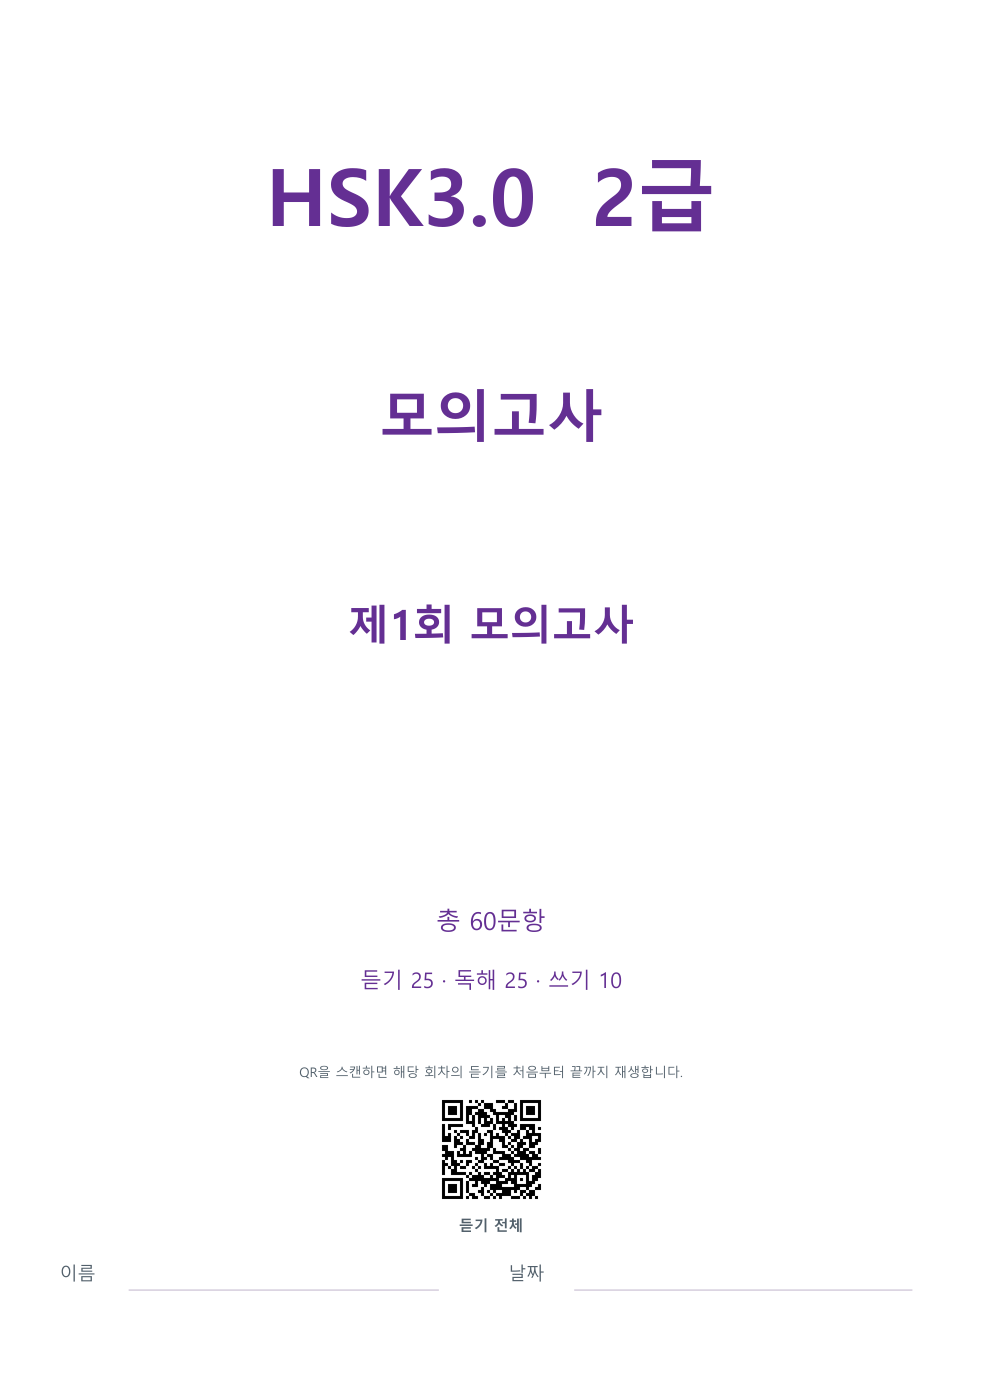 HSK3.0 2급
모의고사
제1회 모의고사
총 60문항
듣기 25 · 독해 25 · 쓰기 10
QR을 스캔하면 해당 회차의 듣기를 처음부터 끝까지 재생합니다.
듣기 전체
이름 날짜